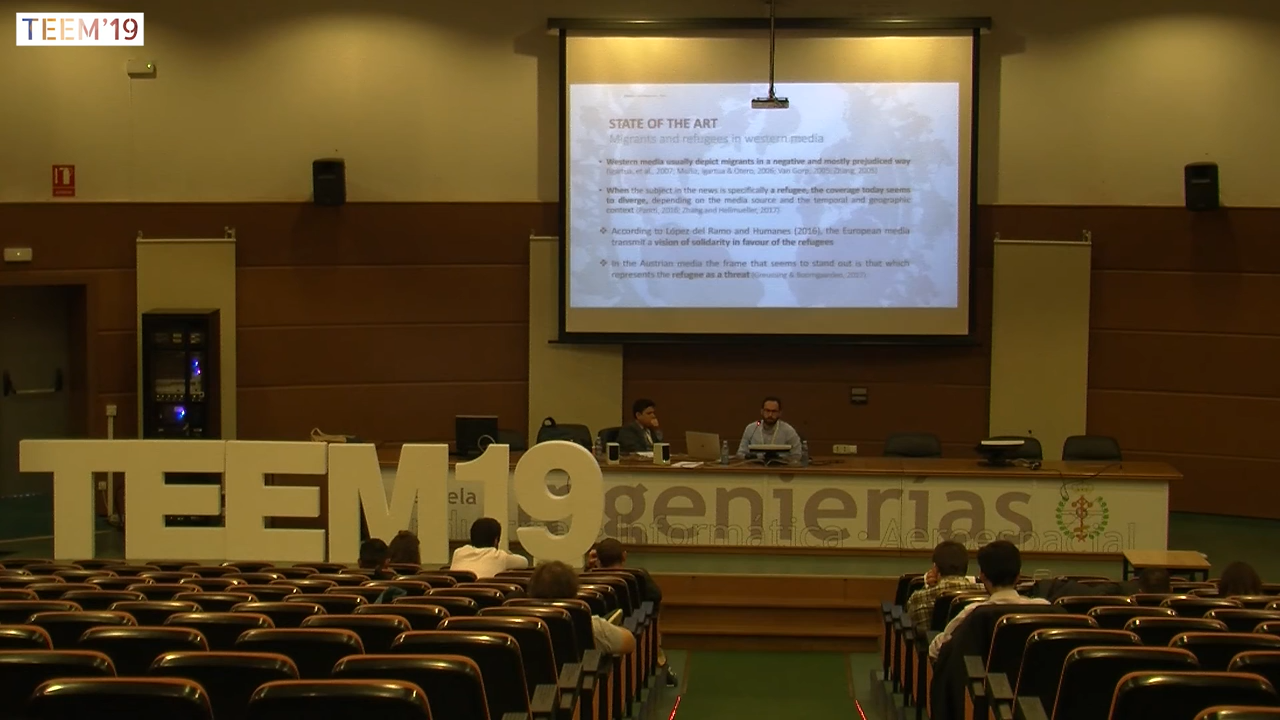 TEEM'19
STATE OF THE ART
Migrants and refugees in western media
Western media usually depict migrants in a negative and mostly prejudiced way
When the subject in the news is specifically a refugee, the coverage today seems
to diverge, depending on the media source and the temporal and geographic
context
According to López del Ramo and Humanes (2016), the European media
transmit a vision of solidarity in favour of the refugees
In the Austrian media the frame that seems to stand out is that which
represents the refugee as a threat
TEEM19
ela
genierías
Informática - Aeroespacial